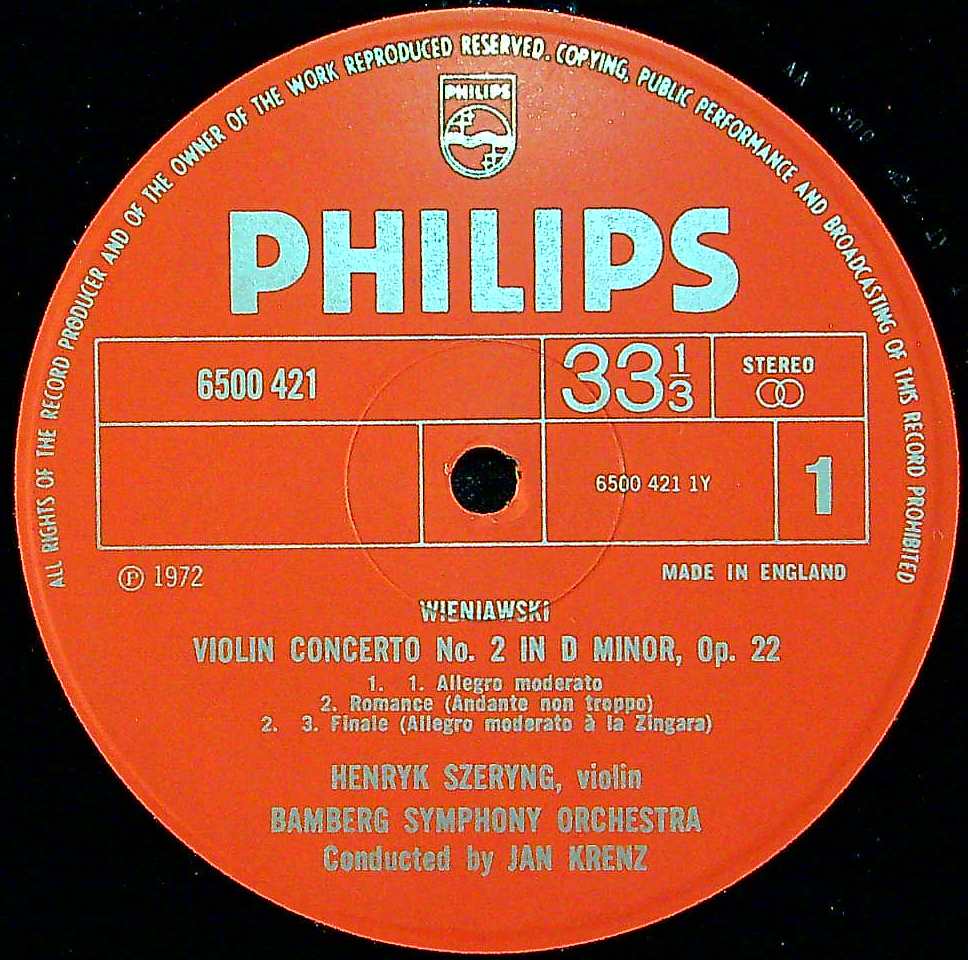 ALL RIGHTS OF THE RECORD PRODUCER AND OF THE OWNER OF THE WORK REPRODUCED RESERVED. COPYING, PUBLIC PERFORMANCE AND BROADCASTING OF THIS RECORD PROHIBITED
PHILIPS
PHILIPS
6500 421
33 1/3
STEREO
6500 421 1Y
1
℗ 1972
MADE IN ENGLAND
WIENIAWSKI
VIOLIN CONCERTO No. 2 IN D MINOR, Op. 22
1. 1. Allegro moderato
2. Romance (Andante non troppo)
2. 3. Finale (Allegro moderato à la Zingara)
HENRYK SZERYNG, violin
BAMBERG SYMPHONY ORCHESTRA
Conducted by JAN KRENZ